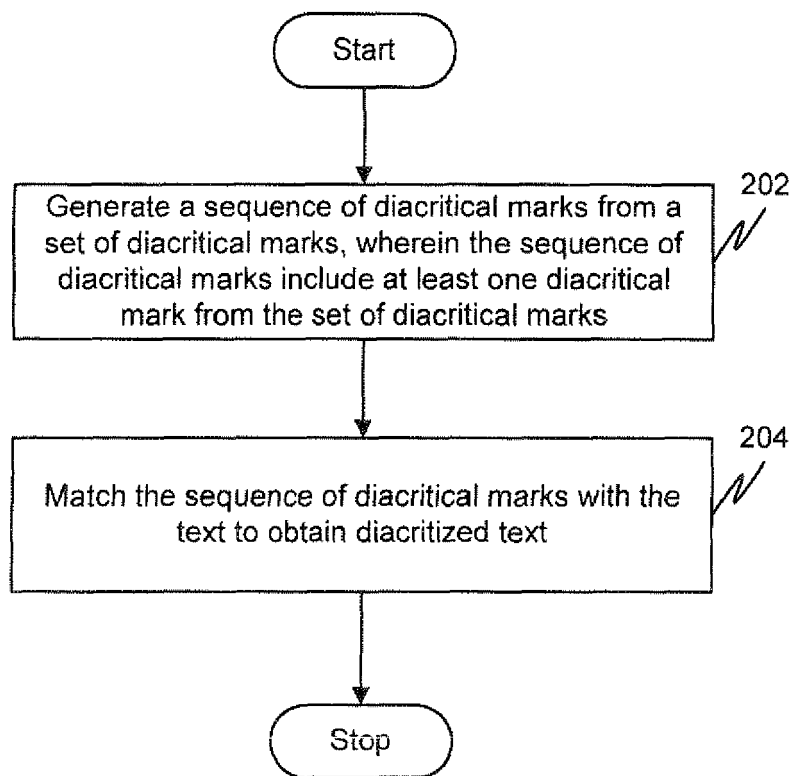 Start
202
Generate a sequence of diacritical marks from a
set of diacritical marks, wherein the sequence of
diacritical marks include at least one diacritical
mark from the set of diacritical marks
204
Match the sequence of diacritical marks with the
text to obtain diacritized text
Stop